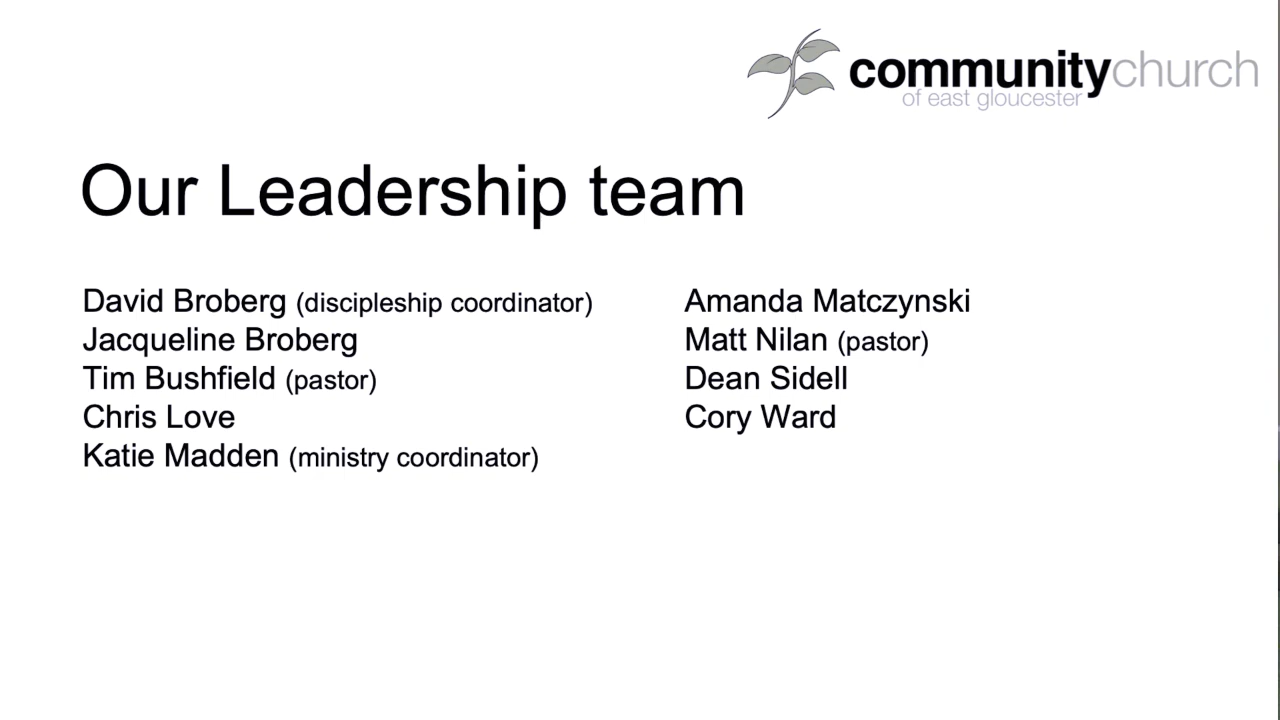 communitychurch
of east gloucester
Our Leadership team
David Broberg (discipleship coordinator)
Jacqueline Broberg
Tim Bushfield (pastor)
Chris Love
Katie Madden (ministry coordinator)
Amanda Matczynski
Matt Nilan (pastor)
Dean Sidell
Cory Ward